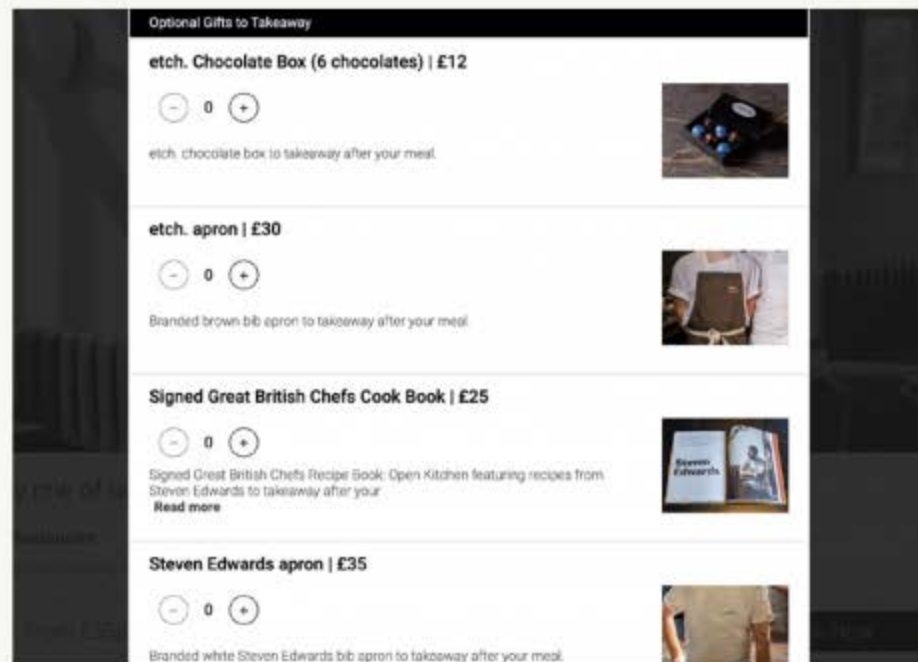 Optional Gifts to Takeaway
etch. Chocolate Box (6 chocolates) | £12
- 0 +
etch. chocolate box to takeaway after your meal.
etch. apron | £30
- 0 +
Branded brown bib apron to takeaway after your meal.
Signed Great British Chefs Cook Book | £25
- 0 +
Signed Great British Chefs Recipe Book: Open Kitchen featuring recipes from
Steven Edwards to takeaway after your
Read more
Steven
Edwards
Steven Edwards apron | £35
- 0 +
Branded white Steven Edwards bib apron to takeaway after your meal.